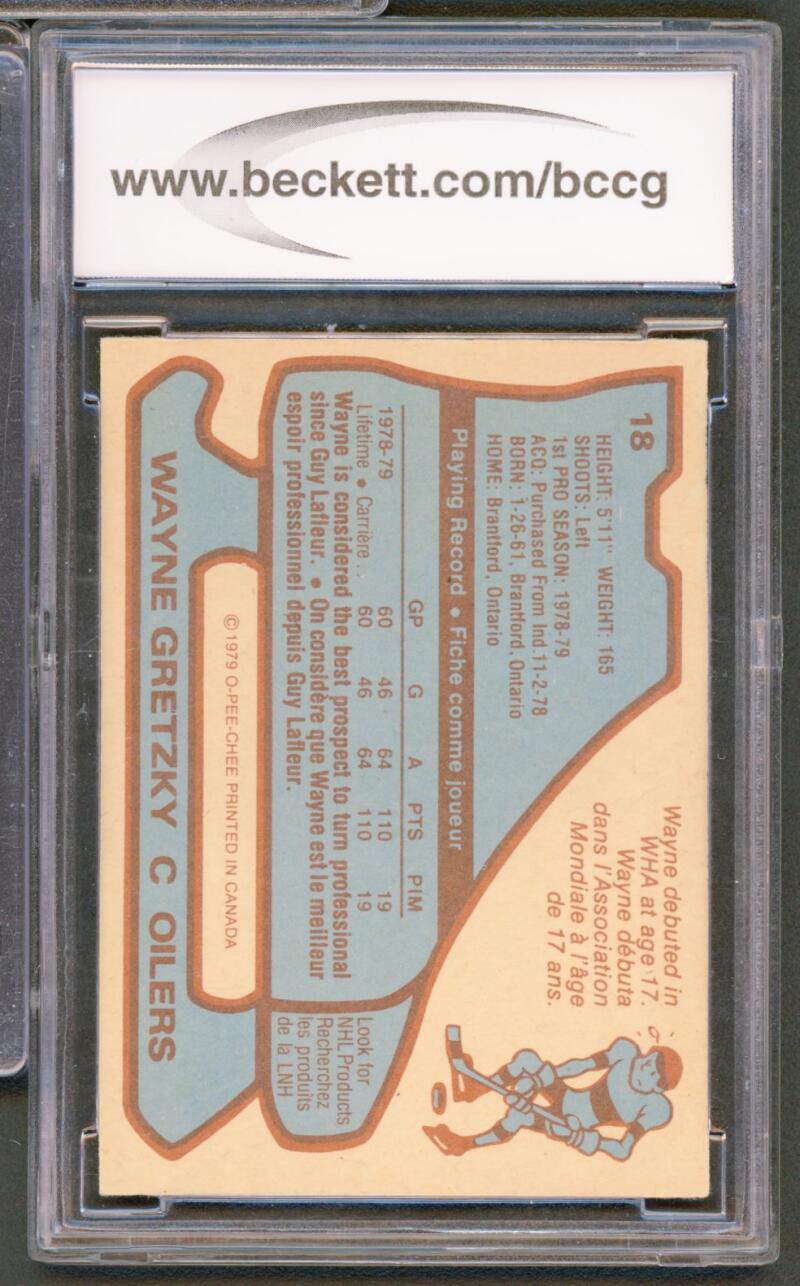 www.beckett.com/bccg
18
HEIGHT: 5'11" WEIGHT: 165
SHOOTS: Left
1st PRO SEASON: 1978-79
ACQ: Purchased From Ind. 11-2-78
BORN: 1-26-61, Brantford, Ontario
HOME: Brantford, Ontario
Wayne debuted in
WHA at age 17.
Wayne débuta
dans l'Association
Mondiale à l'âge
de 17 ans.
Playing Record • Fiche comme joueur
GP G A PTS PIM
1978-79 60 46 64 110 19
Lifetime • Carrière .. 60 46 64 110 19
Wayne is considered the best prospect to turn professional
since Guy Lafleur. • On considère que Wayne est le meilleur
espoir professionnel depuis Guy Lafleur.
Look for
NHL Products
Recherchez
les produits
de la LNH
© 1979 O-PEE-CHEE PRINTED IN CANADA
WAYNE GRETZKY C OILERS